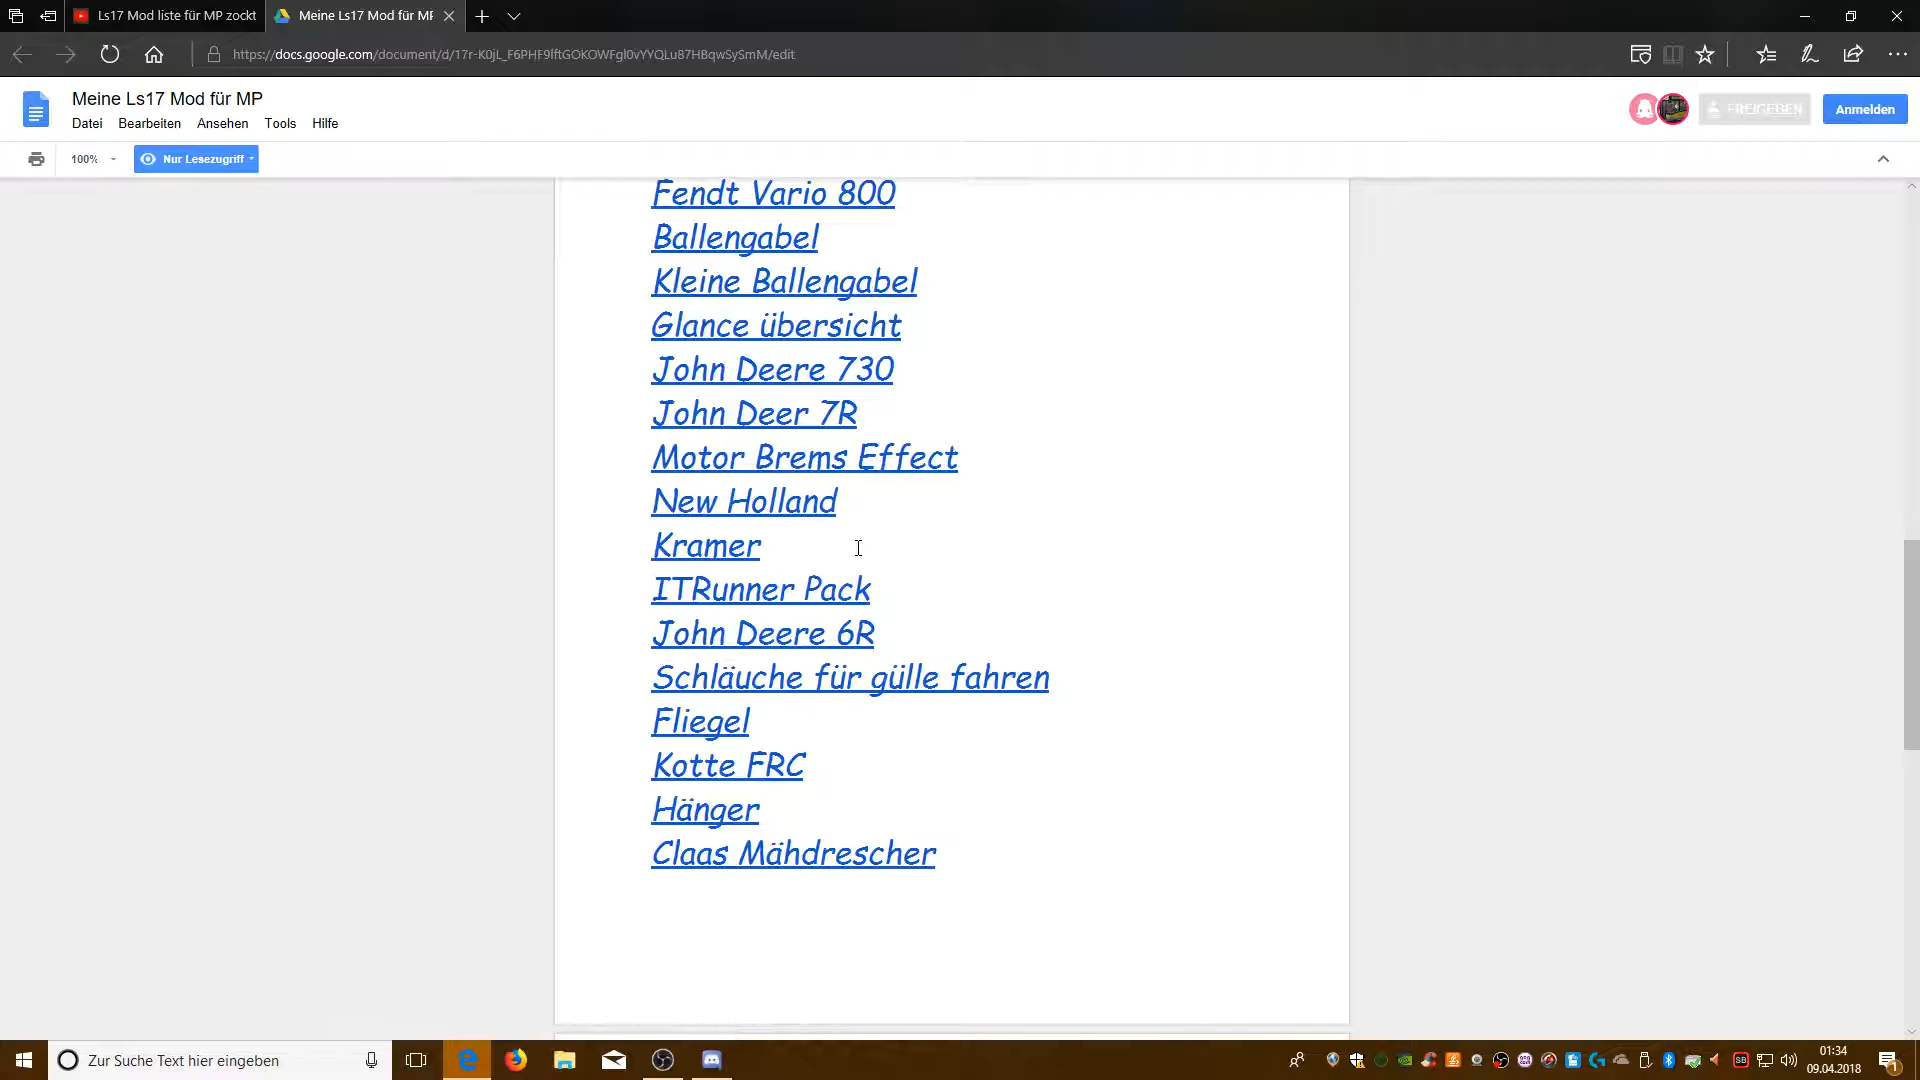 Ls17 Mod liste für MP zockt
Meine Ls17 Mod für MP
https://docs.google.com/document/d/17r-K0jL_F6PHF9lftGOKOWFgl0vYYQLu87HBqwSySmM/edit
Meine Ls17 Mod für MP
Datei Bearbeiten Ansehen Tools Hilfe
FREIGEBEN
Anmelden
100%
Nur Lesezugriff
Fendt Vario 800
Ballengabel
Kleine Ballengabel
Glance übersicht
John Deere 730
John Deer 7R
Motor Brems Effect
New Holland
Kramer
ITRunner Pack
John Deere 6R
Schläuche für gülle fahren
Fliegel
Kotte FRC
Hänger
Claas Mähdrescher
Zur Suche Text hier eingeben
01:34
09.04.2018